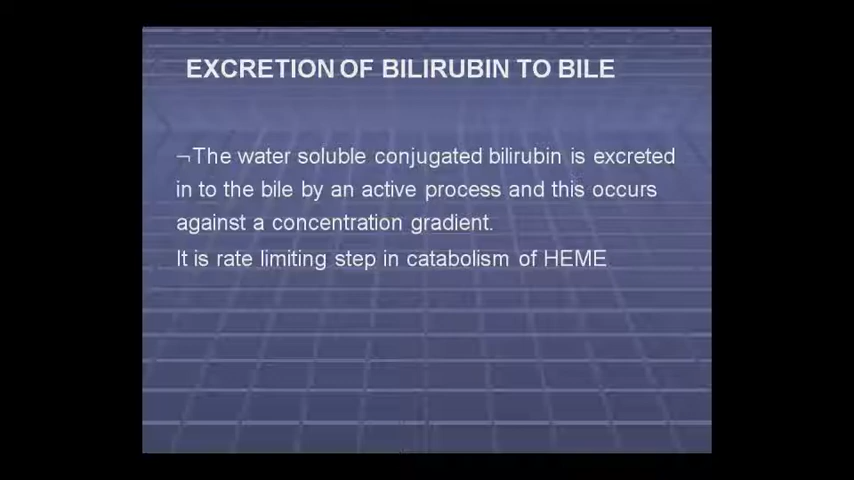 EXCRETION OF BILIRUBIN TO BILE
¬The water soluble conjugated bilirubin is excreted
in to the bile by an active process and this occurs
against a concentration gradient.
It is rate limiting step in catabolism of HEME